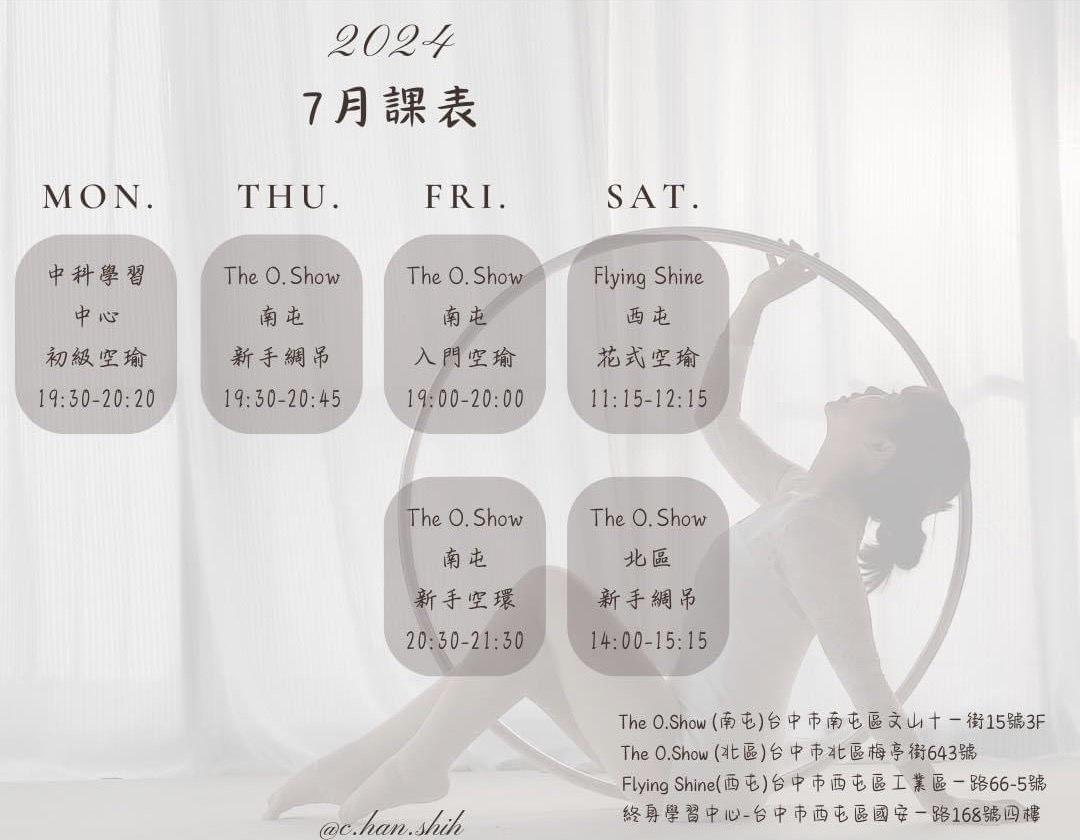 2024
7月課表
MON.
THU.
FRI.
SAT.
中科學習
中心
初級空瑜
19:30-20:20
The O.Show
南屯
新手綢吊
19:30-20:45
The O.Show
南屯
入門空瑜
19:00-20:00
Flying Shine
西屯
花式空瑜
11:15-12:15
The O.Show
南屯
新手空環
20:30-21:30
The O.Show
北區
新手綢吊
14:00-15:15
The O.Show (南屯)台中市南屯區文山十一街15號3F
The O.Show (北區)台中市北區梅亭街643號
Flying Shine(西屯)台中市西屯區工業區一路66-5號
終身學習中心-台中市西屯區國安一路168號四樓
@c.han.shih